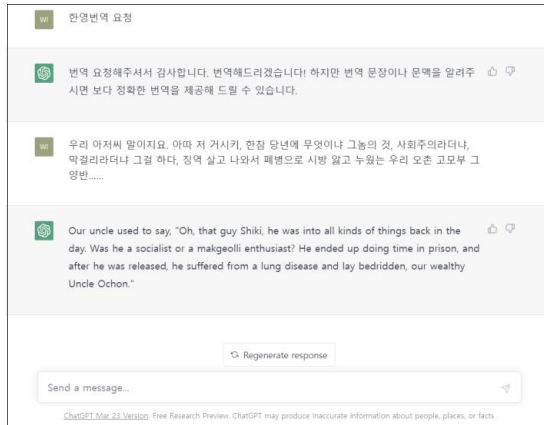 WI
한영번역 요청
번역 요청해주셔서 감사합니다. 번역해드리겠습니다! 하지만 번역 문장이나 문맥을 알려주
시면 보다 정확한 번역을 제공해 드릴 수 있습니다.
WI
우리 아저씨 말이지요. 아따 저 거시키, 한참 당년에 무엇이냐 그놈의 것, 사회주의라더냐,
막걸리라더냐 그걸 하다, 징역 살고 나와서 폐병으로 시방 앓고 누웠는 우리 오촌 고모부 그
양반......
Our uncle used to say, "Oh, that guy Shiki, he was into all kinds of things back in the
day. Was he a socialist or a makgeolli enthusiast? He ended up doing time in prison, and
after he was released, he suffered from a lung disease and lay bedridden, our wealthy
Uncle Ochon."
Regenerate response
Send a message...
ChatGPT Mar 23 Version. Free Research Preview. ChatGPT may produce inaccurate information about people, places, or facts